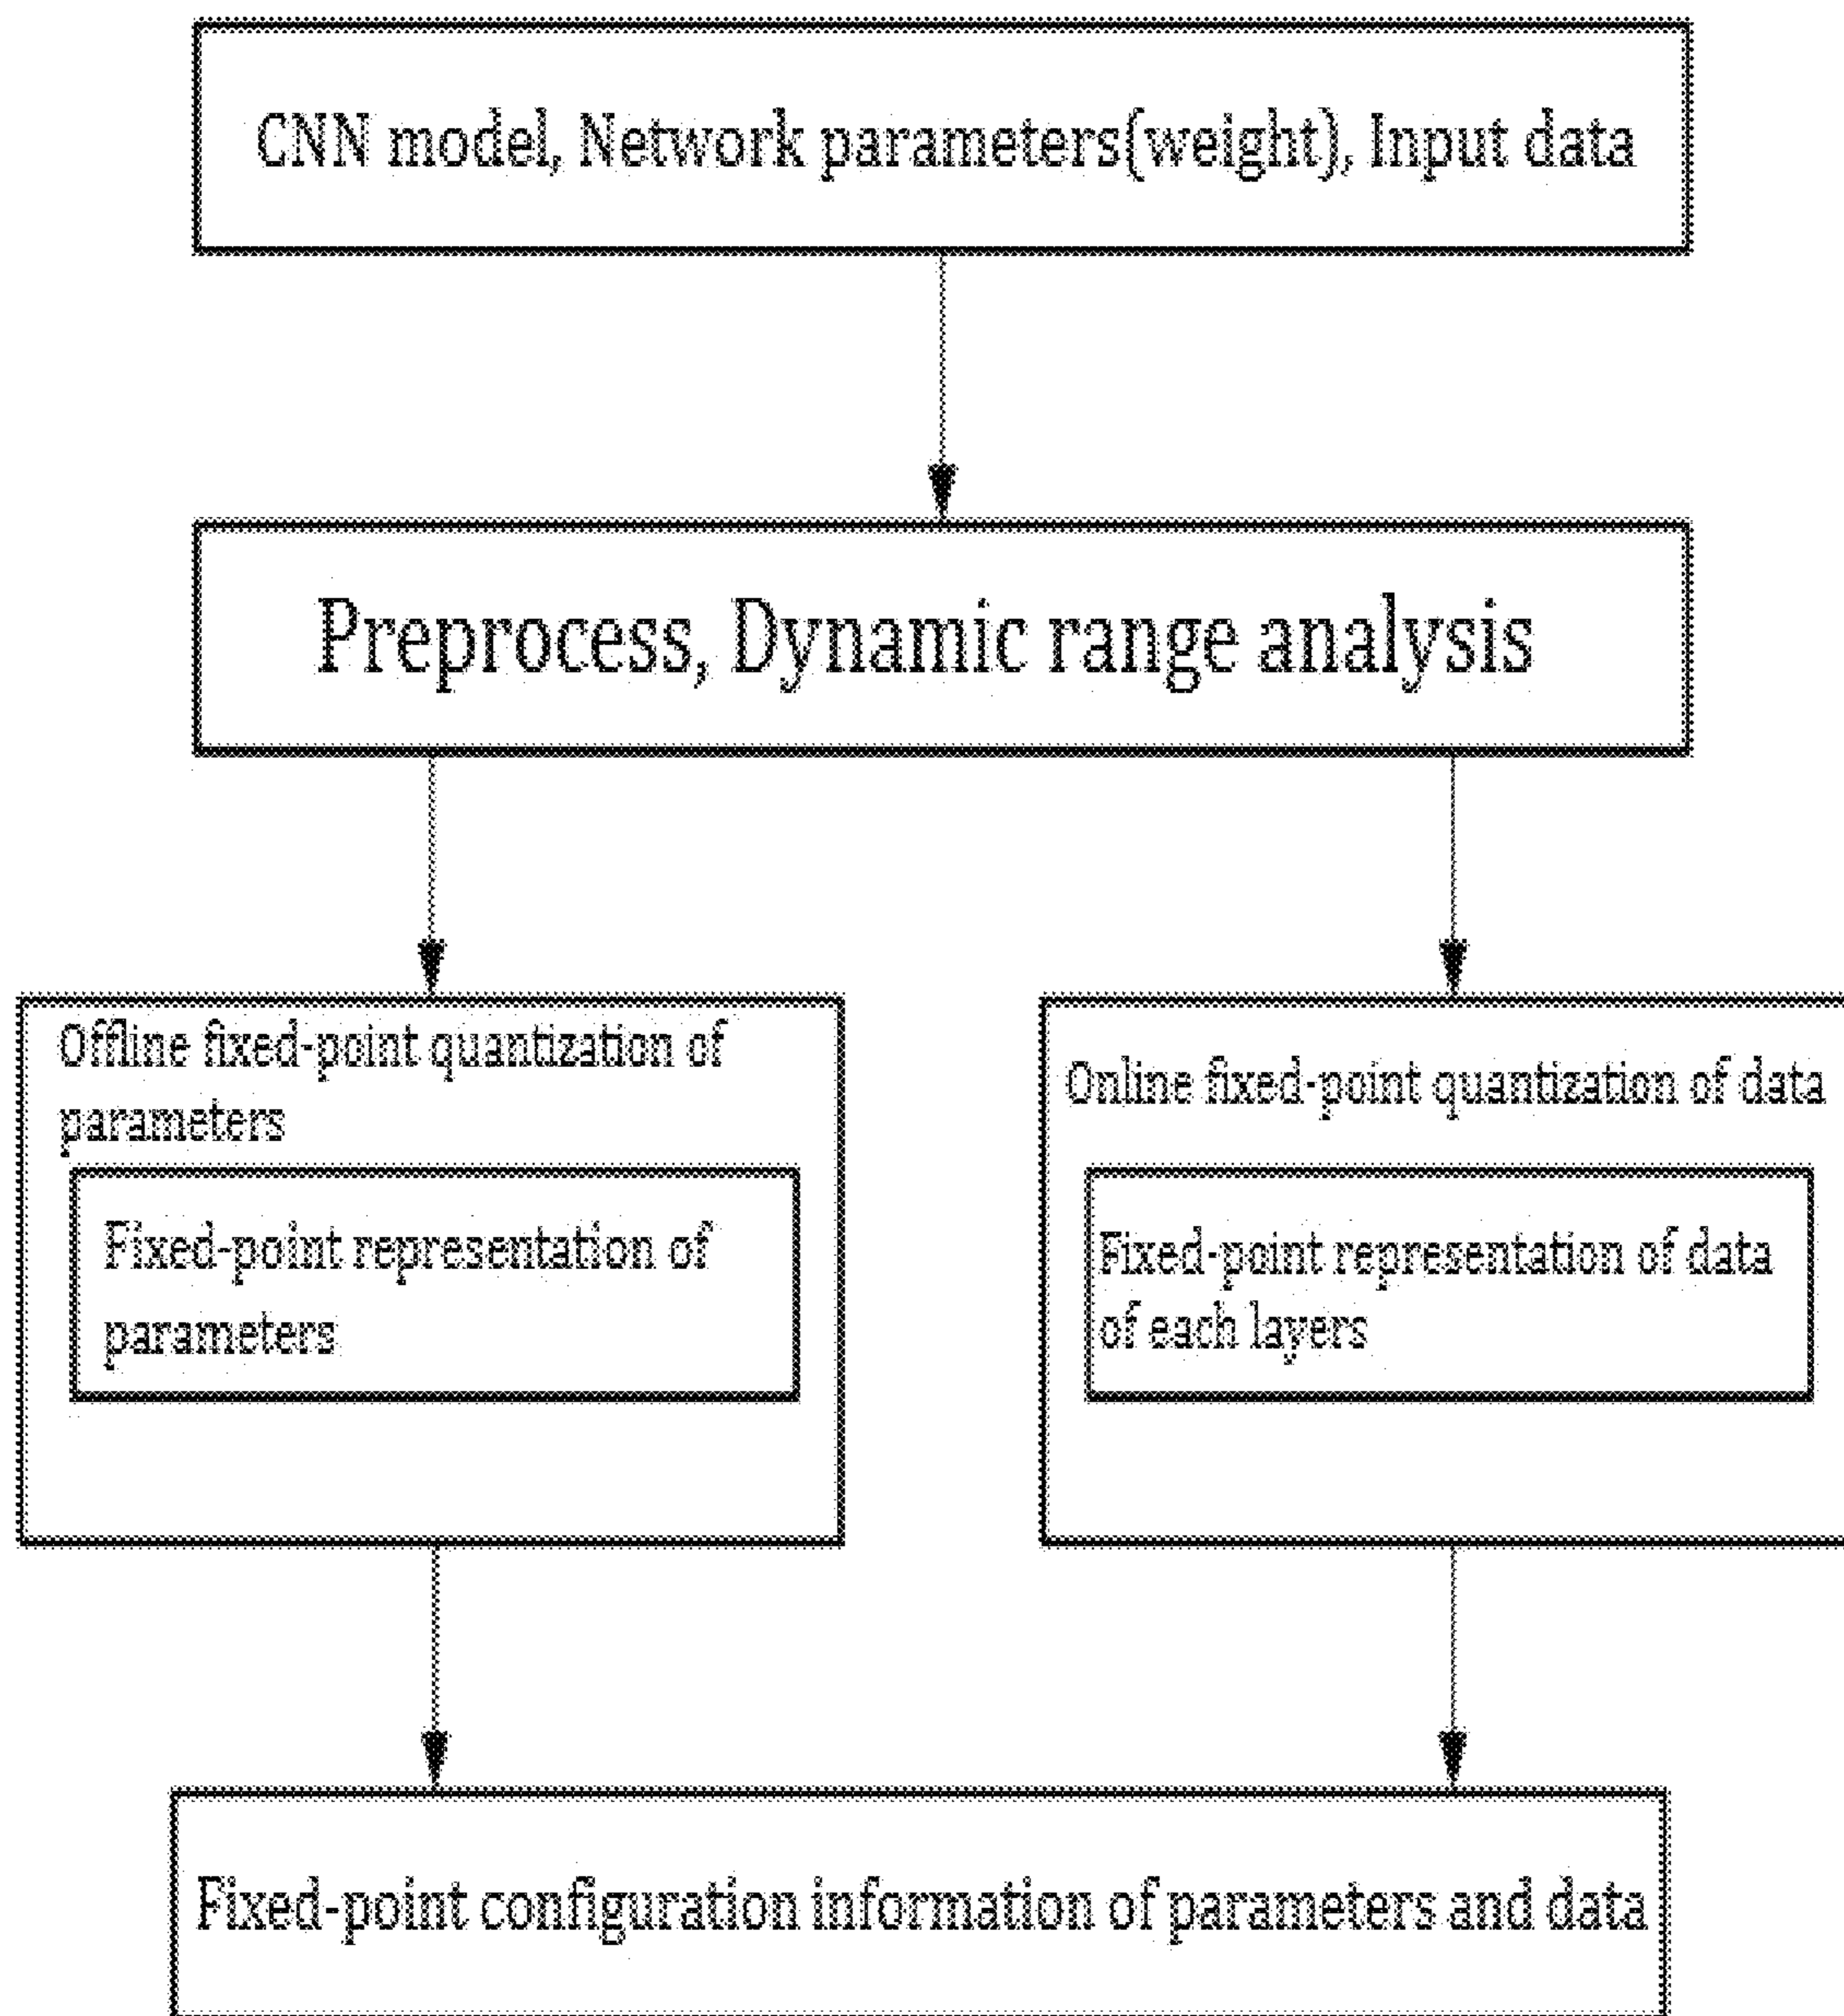 CNN model, Network parameters(weight), Input data
Preprocess, Dynamic range analysis
Offline fixed-point quantization of
parameters
Fixed-point representation of
parameters
Online fixed-point quantization of data
Fixed-point representation of data
of each layers
Fixed-point configuration information of parameters and data